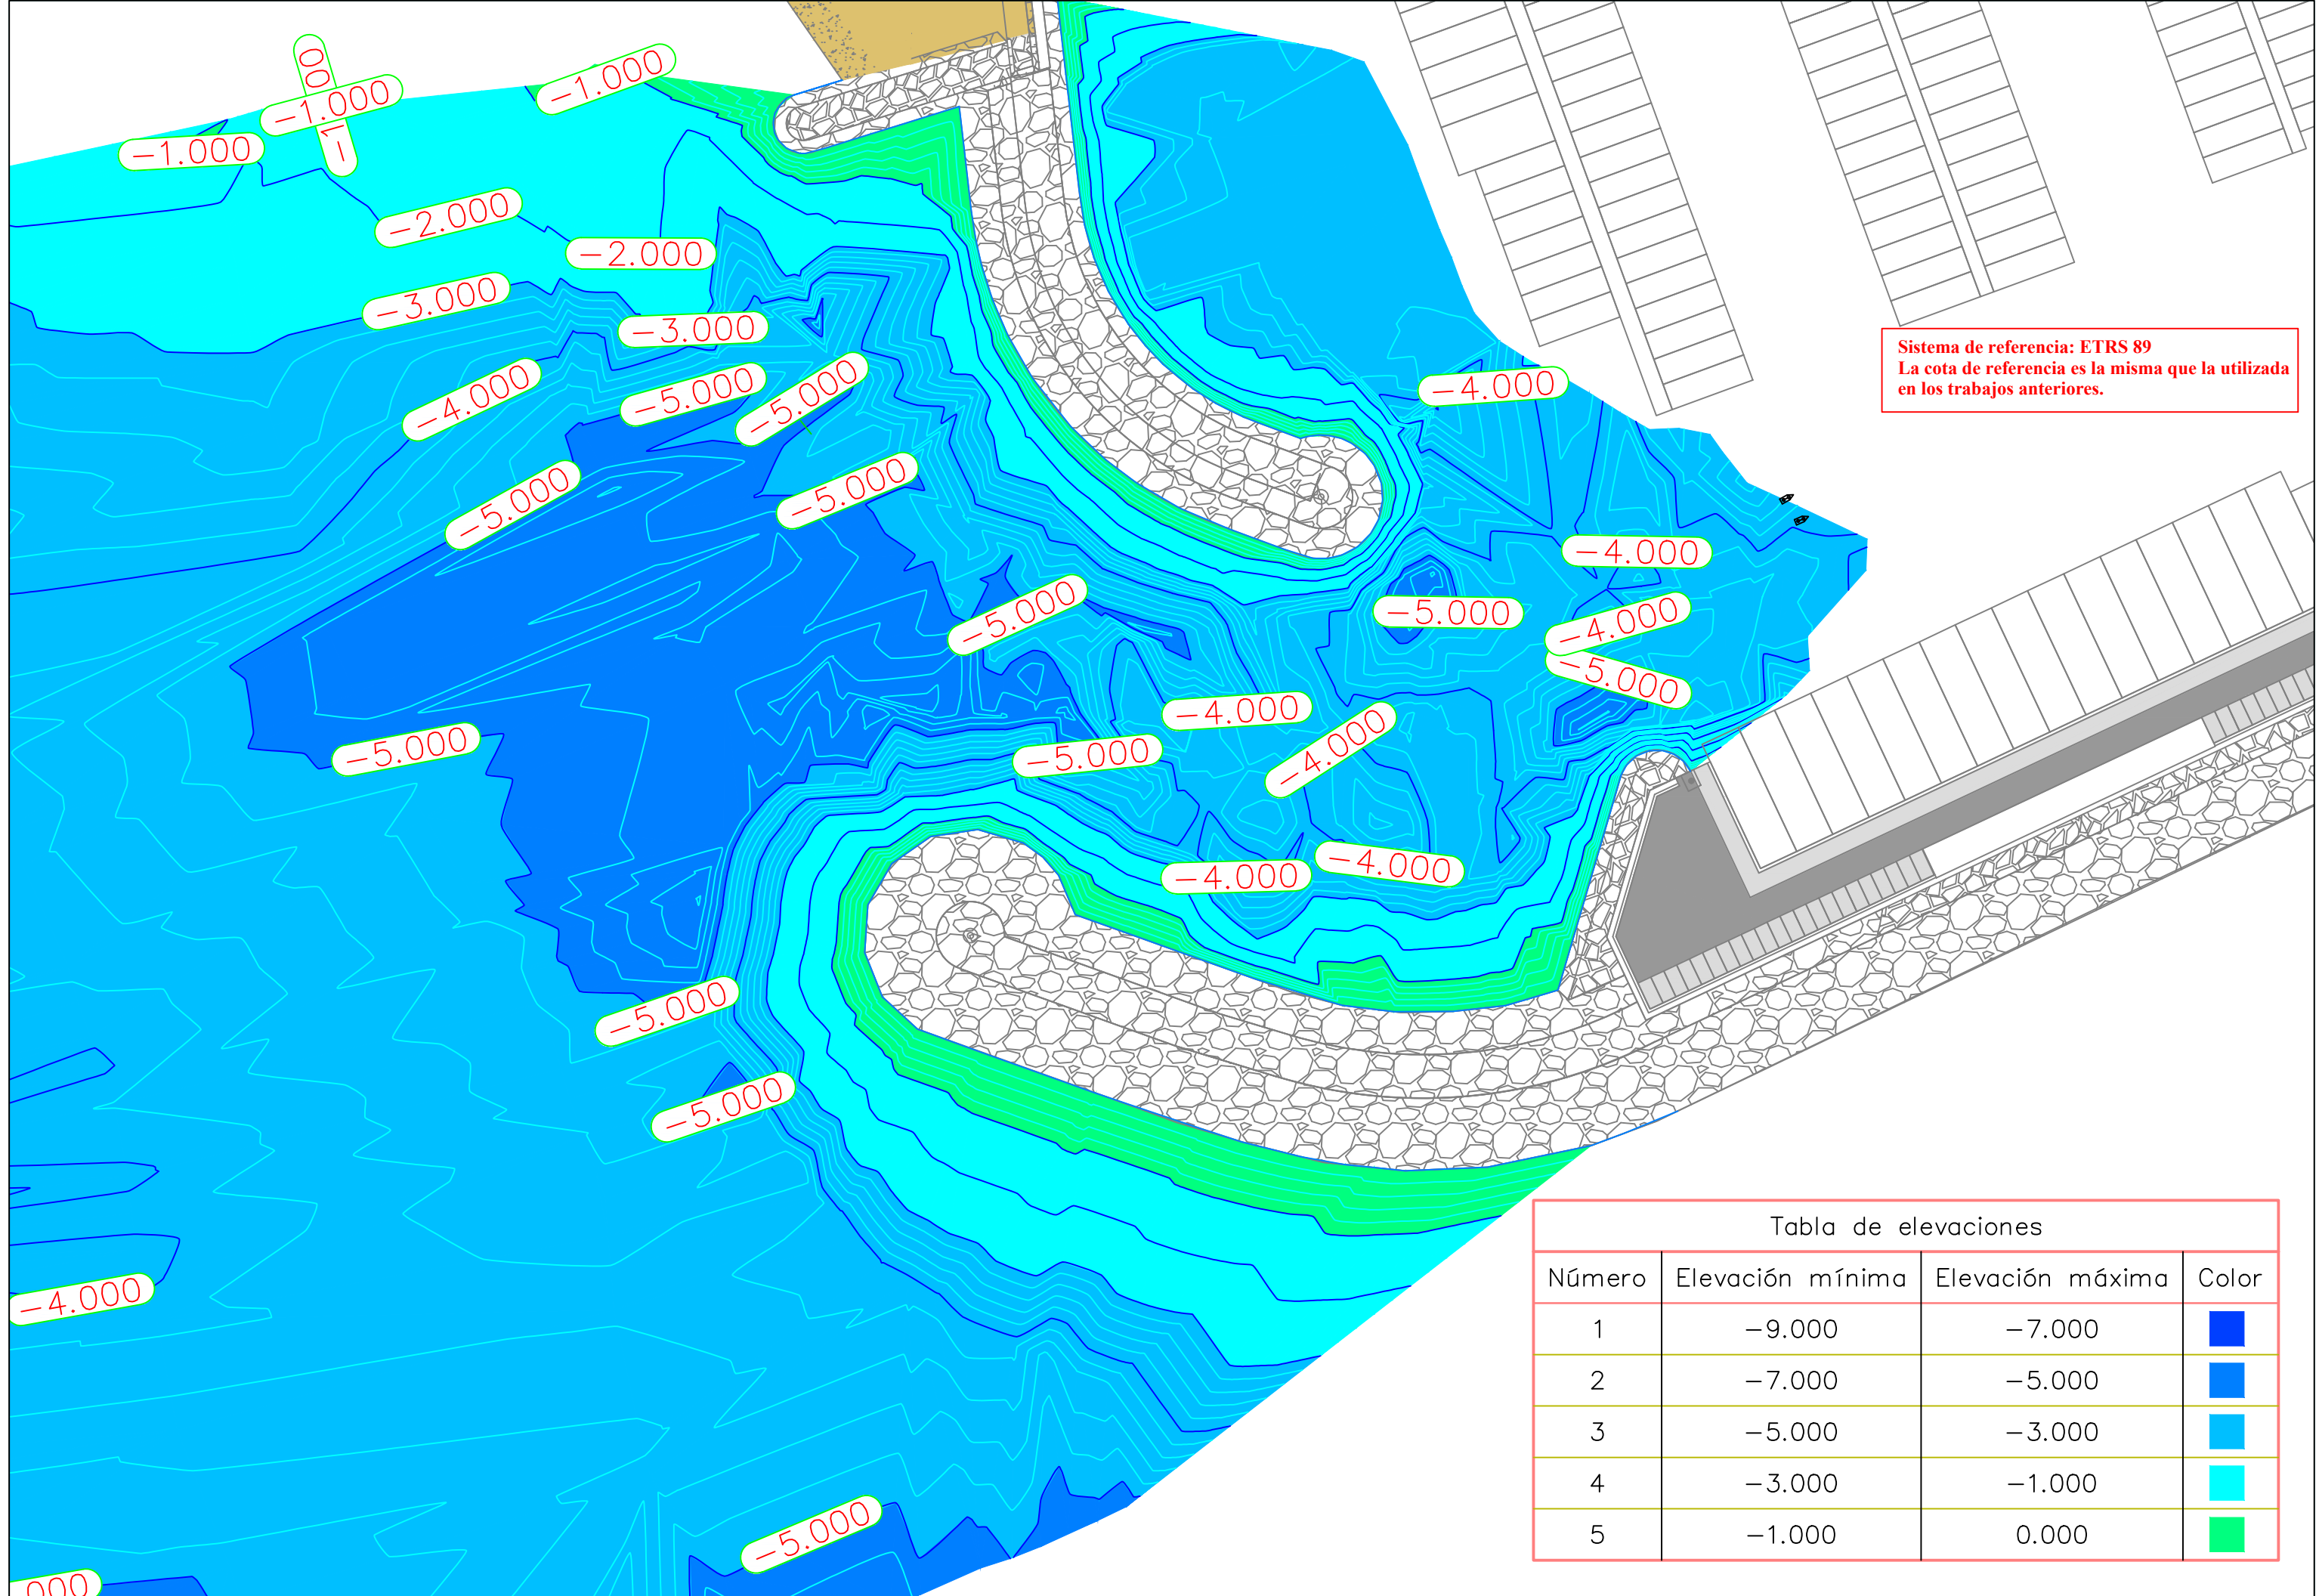 -1.000
-1.000
-1.000
-2.000
-2.000
-3.000
-3.000
-4.000
-5.000
-5.000
-4.000
Sistema de referencia: ETRS 89
La cota de referencia es la misma que la utilizada
en los trabajos anteriores.
-5.000
-5.000
-4.000
-5.000
-5.000
-4.000
-5.000
-4.000
-4.000
-5.000
-5.000
-4.000
-4.000
-5.000
-5.000
-4.000
-5.000
Tabla de elevaciones
Número Elevación mínima Elevación máxima Color
1 -9.000 -7.000
2 -7.000 -5.000
3 -5.000 -3.000
4 -3.000 -1.000
5 -1.000 0.000